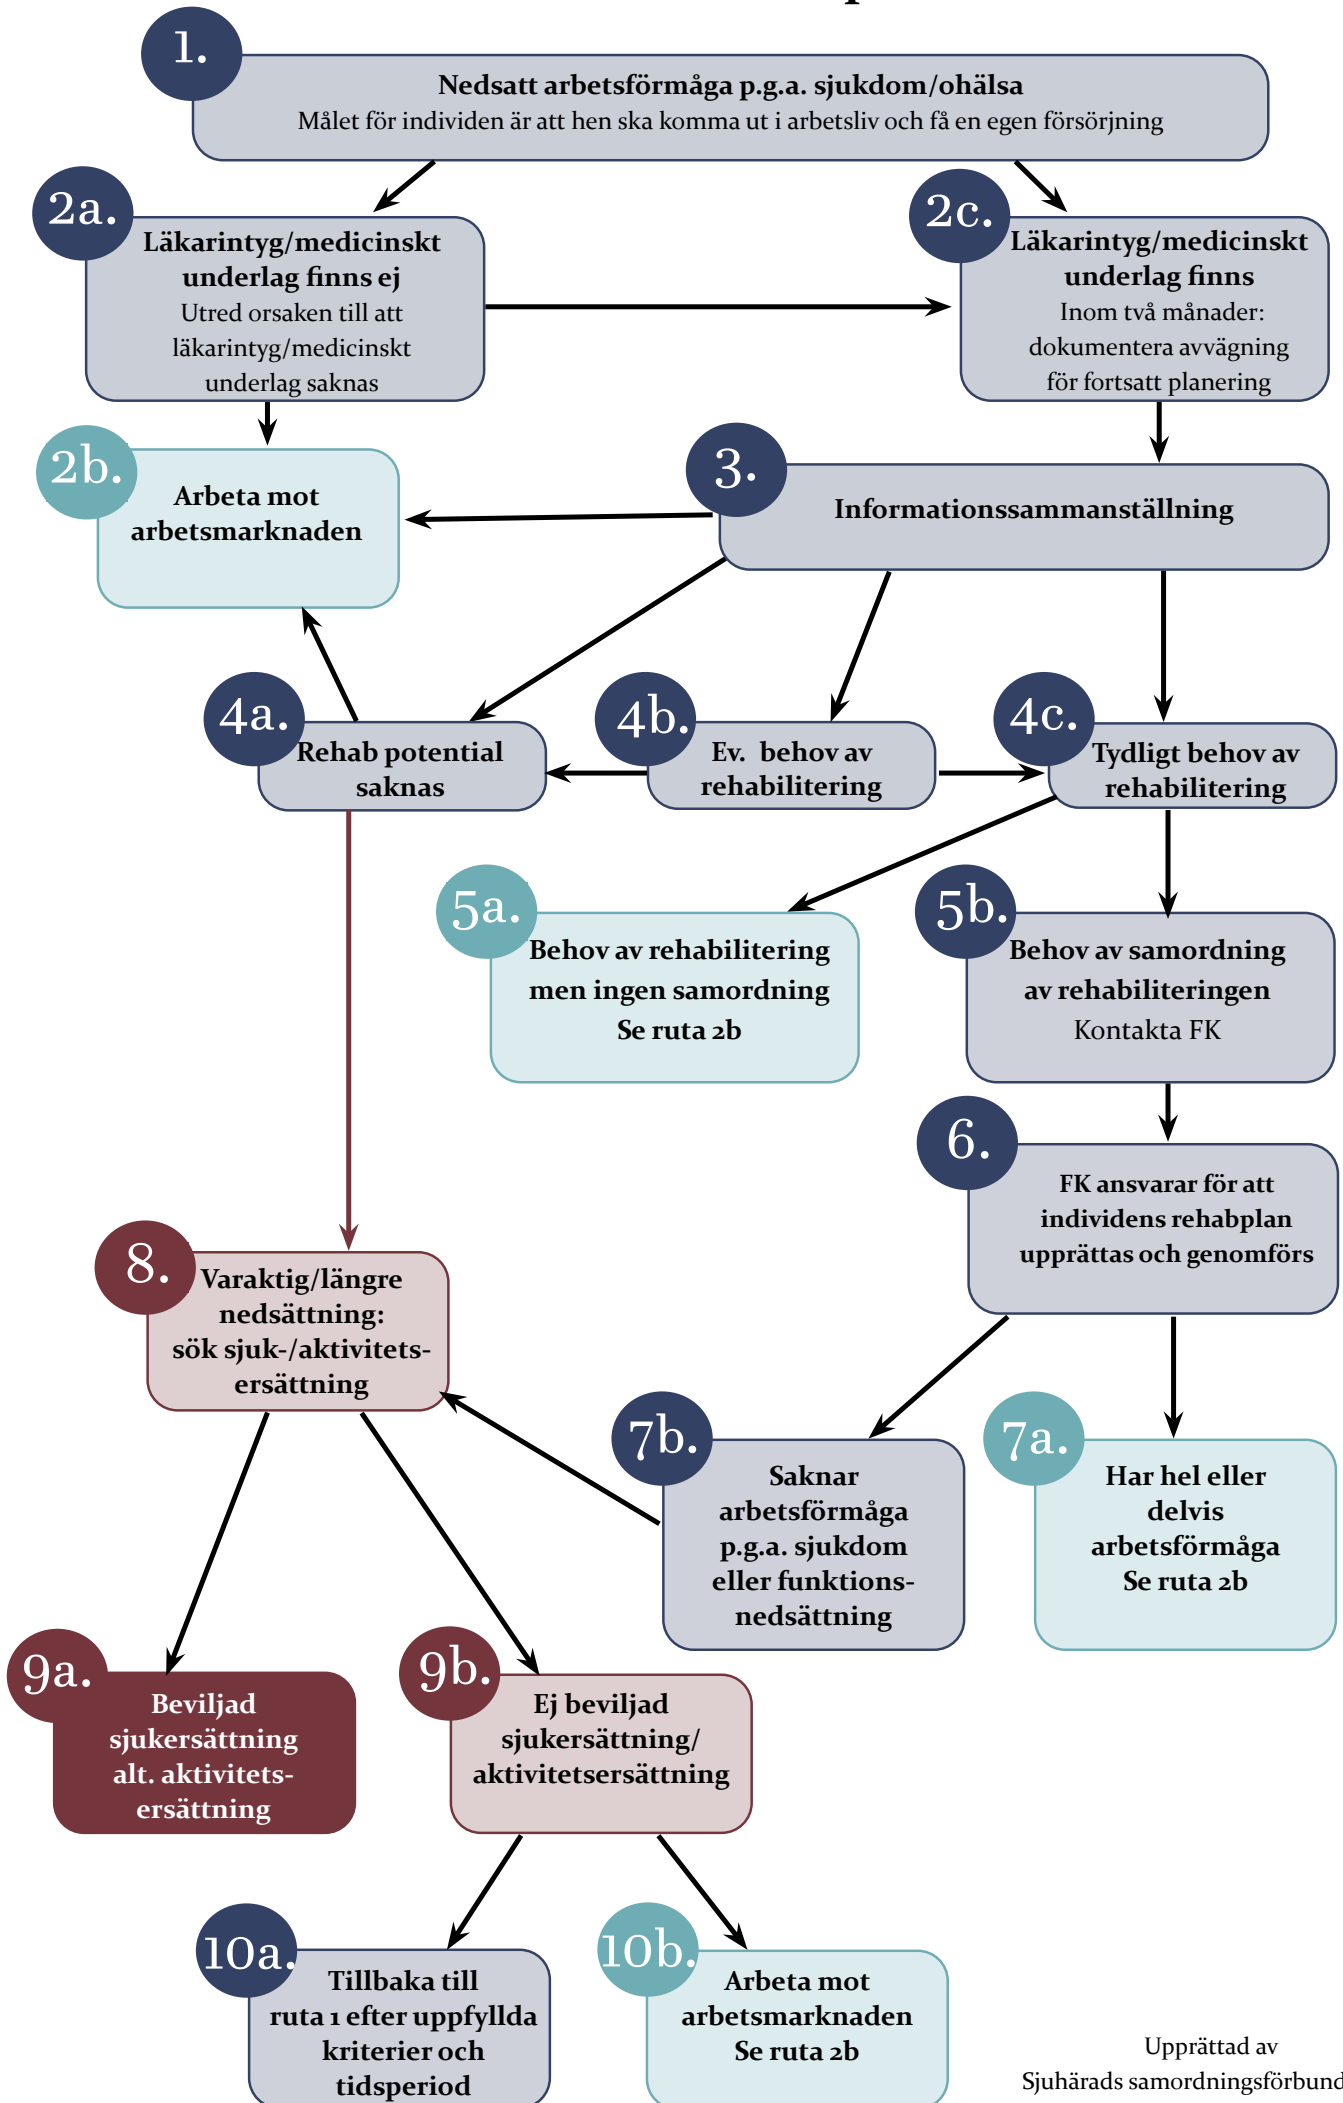 1.
Nedsatt arbetsförmåga p.g.a. sjukdom/ohälsa
Målet för individen är att hen ska komma ut i arbetsliv och få en egen försörjning
2a.
Läkarintyg/medicinskt
underlag finns ej
Utred orsaken till att
läkarintyg/medicinskt
underlag saknas
2c.
Läkarintyg/medicinskt
underlag finns
Inom två månader:
dokumentera avvägning
för fortsatt planering
2b.
Arbeta mot
arbetsmarknaden
3.
Informationssammanställning
4a.
Rehab potential
saknas
4b.
Ev. behov av
rehabilitering
4c.
Tydligt behov av
rehabilitering
5a.
Behov av rehabilitering
men ingen samordning
Se ruta 2b
5b.
Behov av samordning
av rehabiliteringen
Kontakta FK
6.
FK ansvarar för att
individens rehabplan
upprättas och genomförs
8.
Varaktig/längre
nedsättning:
sök sjuk-/aktivitets-
ersättning
7b.
Saknar
arbetsförmåga
p.g.a. sjukdom
eller funktions-
nedsättning
7a.
Har hel eller
delvis
arbetsförmåga
Se ruta 2b
9a.
Beviljad
sjukersättning
alt. aktivitets-
ersättning
9b.
Ej beviljad
sjukersättning/
aktivitetsersättning
10a.
Tillbaka till
ruta 1 efter uppfyllda
kriterier och
tidsperiod
10b.
Arbeta mot
arbetsmarknaden
Se ruta 2b
Upprättad av
Sjuhärads samordningsförbund